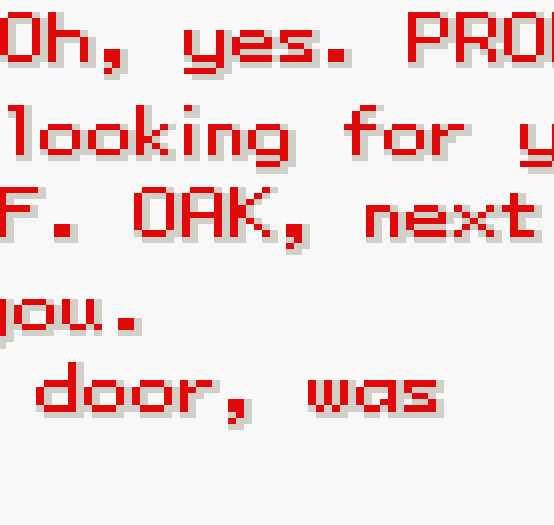 Oh, yes. PRO
looking for y
F. OAK, next
you.
door, was